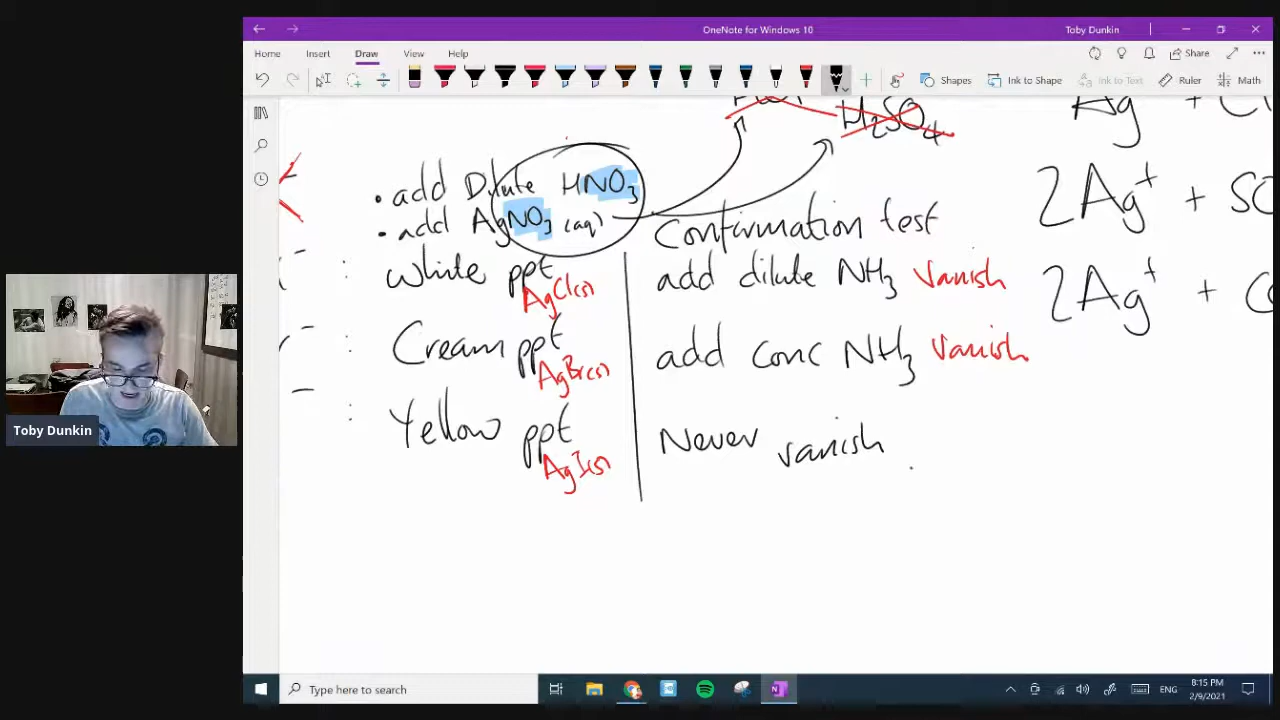 OneNote for Windows 10
Toby Dunkin
Home Insert Draw View Help
Share
Shapes Ink to Shape Ink to Text Ruler Math
H₂SO₄
Ag + Cl
• add Dilute HNO₃
• add AgNO₃ (aq)
Confirmation test
2Ag⁺ + SO
White ppt
AgCl(s)
add dilute NH₃ vanish
2Ag⁺ + CO
Cream ppt
AgBr(s)
add conc NH₃ vanish
Yellow ppt
AgI(s)
Never vanish
Toby Dunkin
Type here to search
ENG
8:15 PM
2/9/2021